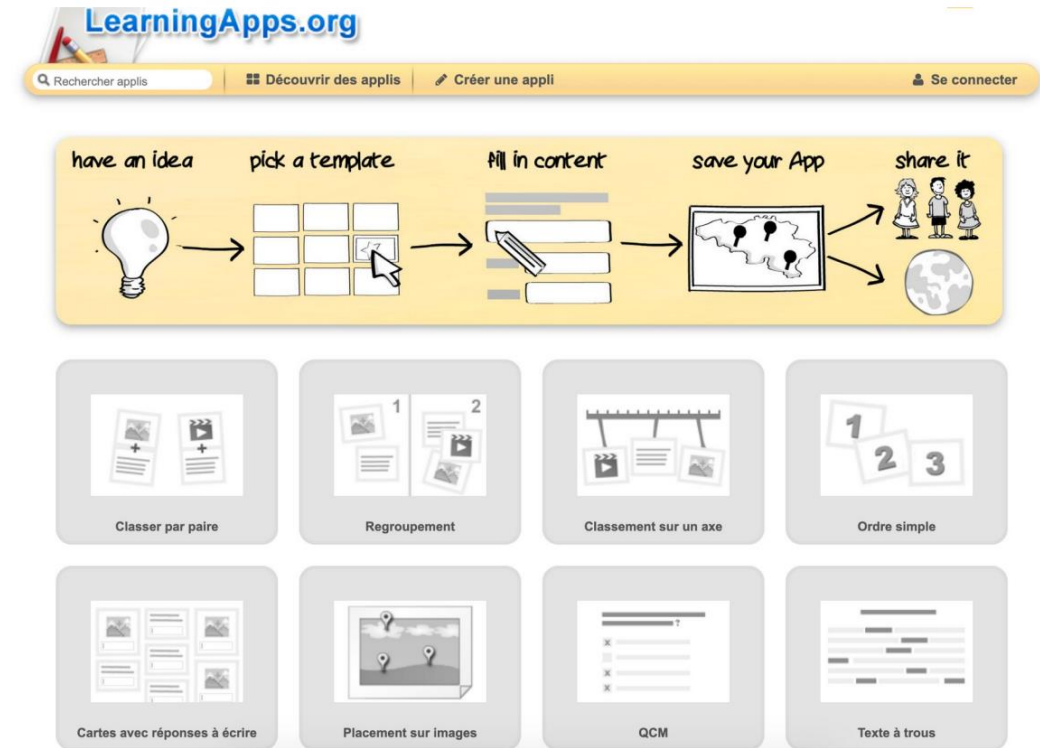 LearningApps.org
Rechercher applis
Découvrir des applis
Créer une appli
Se connecter
have an idea
pick a template
fill in content
save your App
share it
1
2
1
2
3
Classer par paire
Regroupement
Classement sur un axe
Ordre simple
?
Cartes avec réponses à écrire
Placement sur images
QCM
Texte à trous